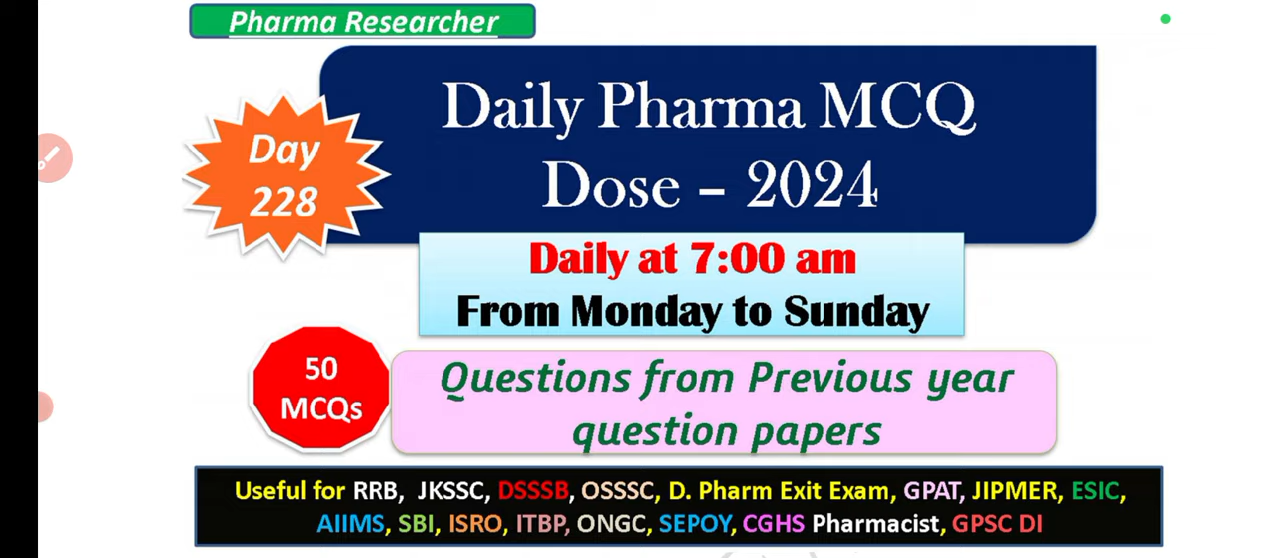 Pharma Researcher
Day
228
Daily Pharma MCQ
Dose – 2024
Daily at 7:00 am
From Monday to Sunday
50
MCQs
Questions from Previous year
question papers
Useful for RRB, JKSSC, DSSSB, OSSSC, D. Pharm Exit Exam, GPAT, JIPMER, ESIC,
AIIMS, SBI, ISRO, ITBP, ONGC, SEPOY, CGHS Pharmacist, GPSC DI